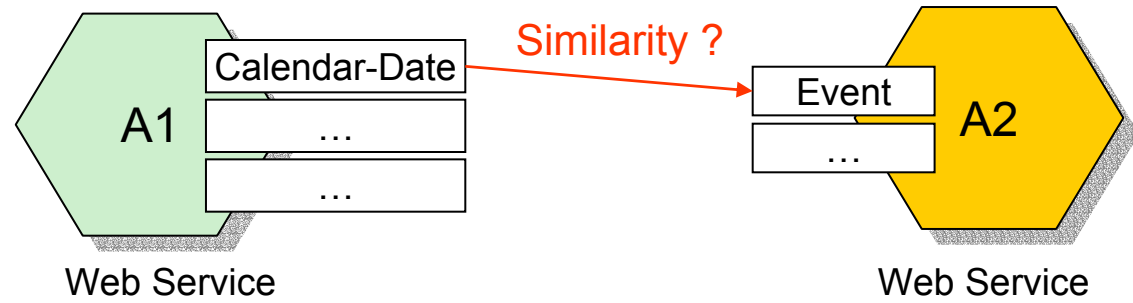 Similarity ?
Calendar-Date
Event
A1
A2
…
…
…
Web Service
Web Service